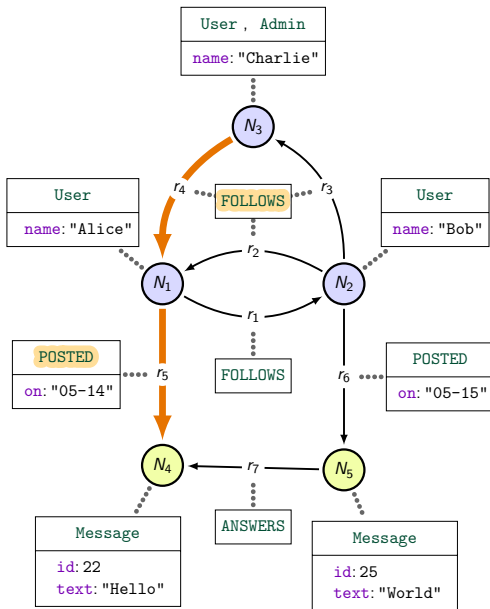 User , Admin
name: "Charlie"
N3
r4
FOLLOWS
r3
User
name: "Alice"
User
name: "Bob"
r2
N1
N2
r1
POSTED
on: "05-14"
r5
FOLLOWS
r6
POSTED
on: "05-15"
N4
r7
N5
ANSWERS
Message
id: 22
text: "Hello"
Message
id: 25
text: "World"